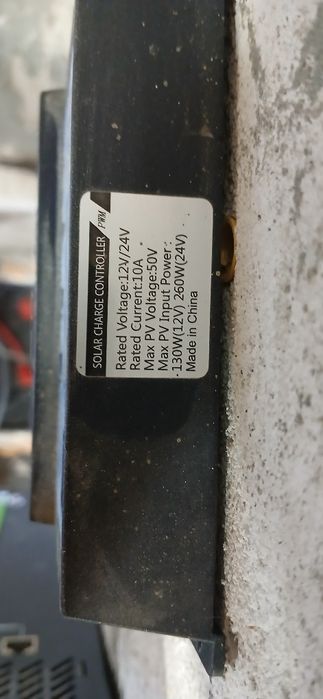 SOLAR CHARGE CONTROLLER PWM
Rated Voltage:12V/24V
Rated Current:10A
Max PV Voltage:50V
Max PV Input Power:
130W(12V) 260W(24V)
Made in China